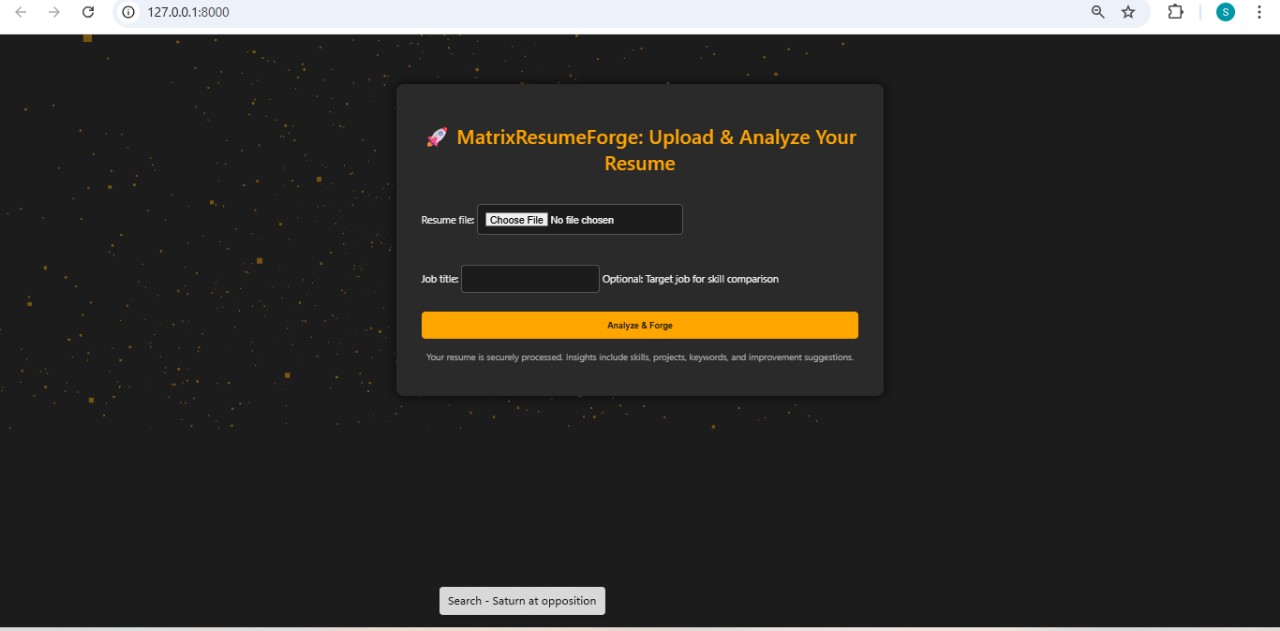 127.0.0.1:8000
S
🚀 MatrixResumeForge: Upload & Analyze Your
Resume
Resume file: Choose File No file chosen
Job title: Optional: Target job for skill comparison
Analyze & Forge
Your resume is securely processed. Insights include skills, projects, keywords, and improvement suggestions.
Search - Saturn at opposition